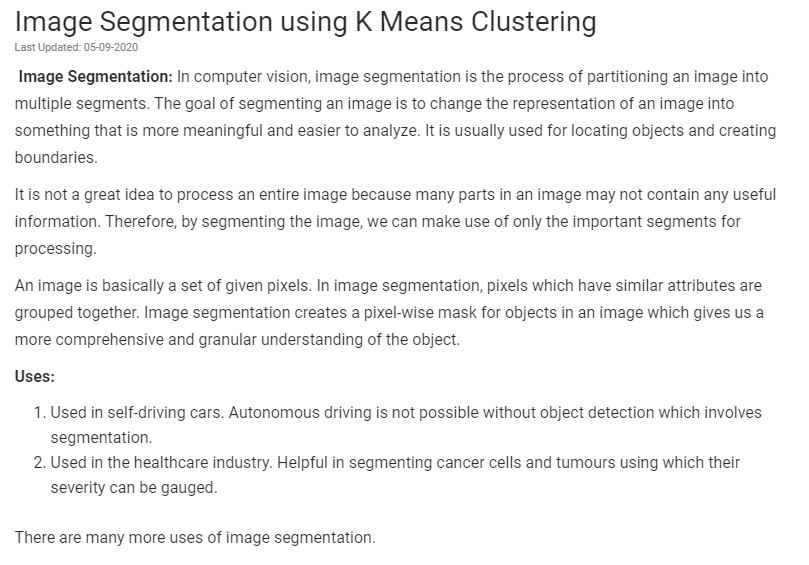 Image Segmentation using K Means Clustering
Last Updated: 05-09-2020
Image Segmentation: In computer vision, image segmentation is the process of partitioning an image into
multiple segments. The goal of segmenting an image is to change the representation of an image into
something that is more meaningful and easier to analyze. It is usually used for locating objects and creating
boundaries.
It is not a great idea to process an entire image because many parts in an image may not contain any useful
information. Therefore, by segmenting the image, we can make use of only the important segments for
processing.
An image is basically a set of given pixels. In image segmentation, pixels which have similar attributes are
grouped together. Image segmentation creates a pixel-wise mask for objects in an image which gives us a
more comprehensive and granular understanding of the object.
Uses:
1. Used in self-driving cars. Autonomous driving is not possible without object detection which involves
segmentation.
2. Used in the healthcare industry. Helpful in segmenting cancer cells and tumours using which their
severity can be gauged.
There are many more uses of image segmentation.